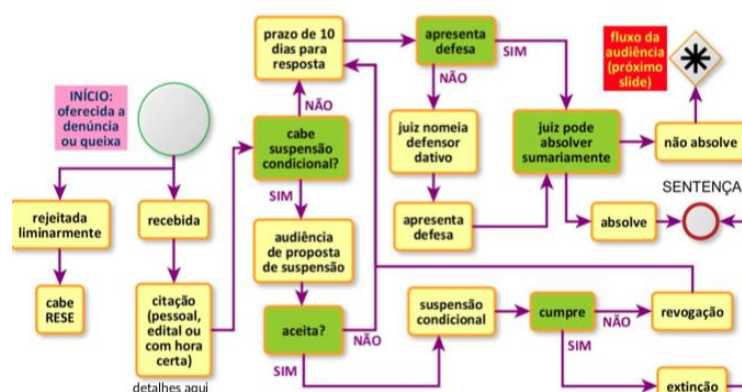 INÍCIO:
oferecida a
denúncia
ou queixa
rejeitada
liminarmente
cabe
RESE
recebida
citação
(pessoal,
edital ou
com hora
certa)
detalhes aqui
prazo de 10
dias para
resposta
NÃO
cabe
suspensão
condicional?
SIM
audiência
de proposta
de suspensão
aceita?
NÃO
SIM
apresenta
defesa
SIM
NÃO
juiz nomeia
defensor
dativo
apresenta
defesa
juiz pode
absolver
sumariamente
fluxo da
audiência
(próximo
slide)
não absolve
SENTENÇA
absolve
suspensão
condicional
cumpre
NÃO
SIM
revogação
extinção